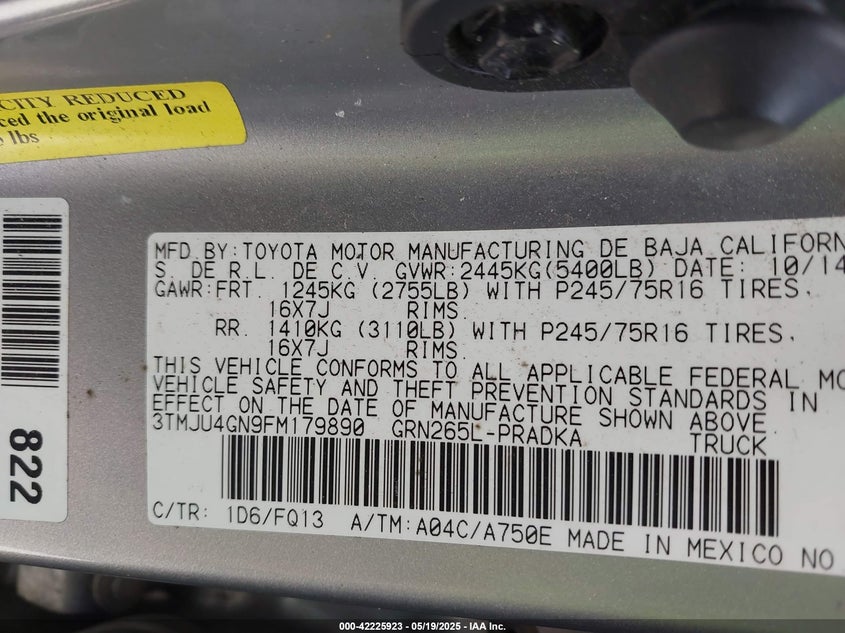 CITY REDUCED
ced the original load
lbs
822
MFD. BY: TOYOTA MOTOR MANUFACTURING DE BAJA CALIFORN
S. DE R.L. DE C.V. GVWR: 2445KG(5400LB) DATE: 10/14
GAWR: FRT. 1245KG (2755LB) WITH P245/75R16 TIRES,
16X7J RIMS
RR. 1410KG (3110LB) WITH P245/75R16 TIRES,
16X7J RIMS
THIS VEHICLE CONFORMS TO ALL APPLICABLE FEDERAL MO
VEHICLE SAFETY AND THEFT PREVENTION STANDARDS IN
EFFECT ON THE DATE OF MANUFACTURE SHOWN ABOVE.
3TMJU4GN9FM179890 GRN265L-PRADKA TRUCK
C/TR: 1D6/FQ13 A/TM: A04C/A750E MADE IN MEXICO NO
000-42225923 - 05/19/2025 - IAA Inc.